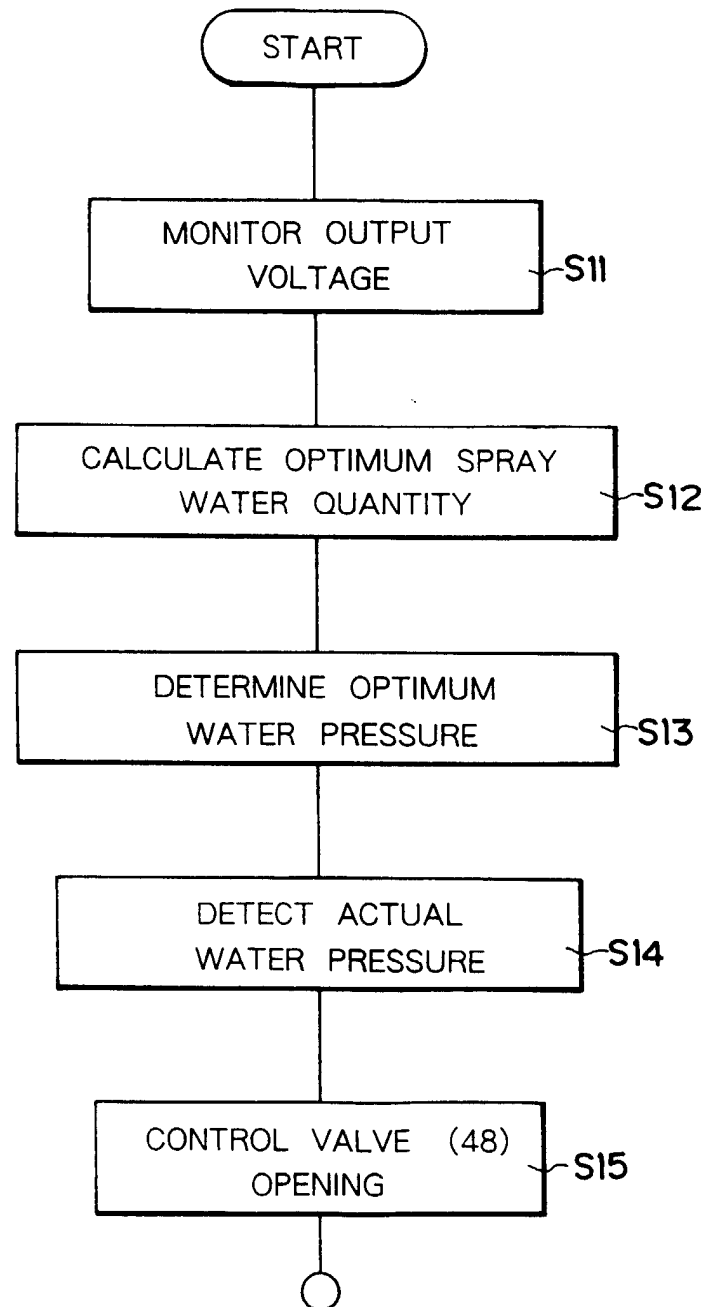 START
MONITOR OUTPUT
VOLTAGE
S11
CALCULATE OPTIMUM SPRAY
WATER QUANTITY
S12
DETERMINE OPTIMUM
WATER PRESSURE
S13
DETECT ACTUAL
WATER PRESSURE
S14
CONTROL VALVE (48)
OPENING
S15